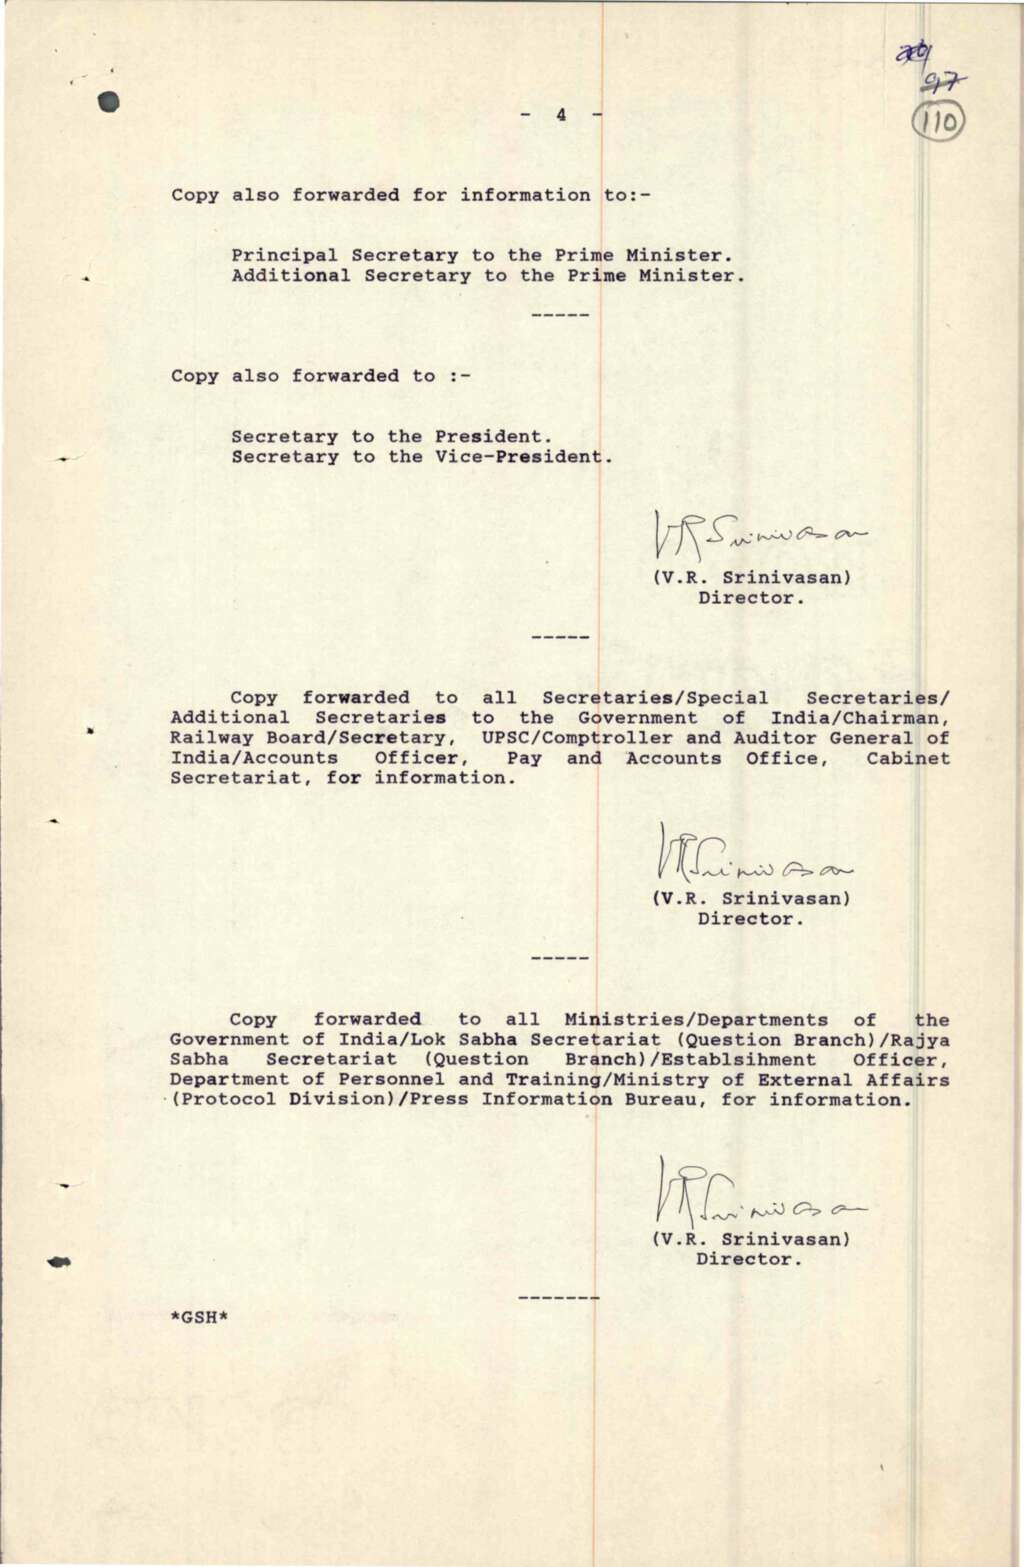 97
- 4 -
110
Copy also forwarded for information to:-
Principal Secretary to the Prime Minister.
Additional Secretary to the Prime Minister.
-----
Copy also forwarded to :-
Secretary to the President.
Secretary to the Vice-President.
VR Srinivasan
(V.R. Srinivasan)
Director.
-----
Copy forwarded to all Secretaries/Special Secretaries/
Additional Secretaries to the Government of India/Chairman,
Railway Board/Secretary, UPSC/Comptroller and Auditor General of
India/Accounts Officer, Pay and Accounts Office, Cabinet
Secretariat, for information.
VR Srinivasan
(V.R. Srinivasan)
Director.
-----
Copy forwarded to all Ministries/Departments of the
Government of India/Lok Sabha Secretariat (Question Branch)/Rajya
Sabha Secretariat (Question Branch)/Establsihment Officer,
Department of Personnel and Training/Ministry of External Affairs
(Protocol Division)/Press Information Bureau, for information.
VR Srinivasan
(V.R. Srinivasan)
Director.
-------
*GSH*